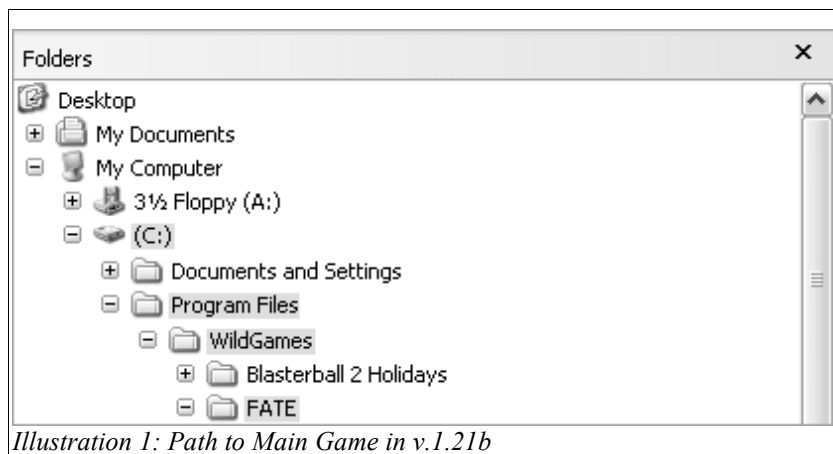 Folders
Desktop
My Documents
My Computer
3½ Floppy (A:)
(C:)
Documents and Settings
Program Files
WildGames
Blasterball 2 Holidays
FATE
Illustration 1: Path to Main Game in v.1.21b